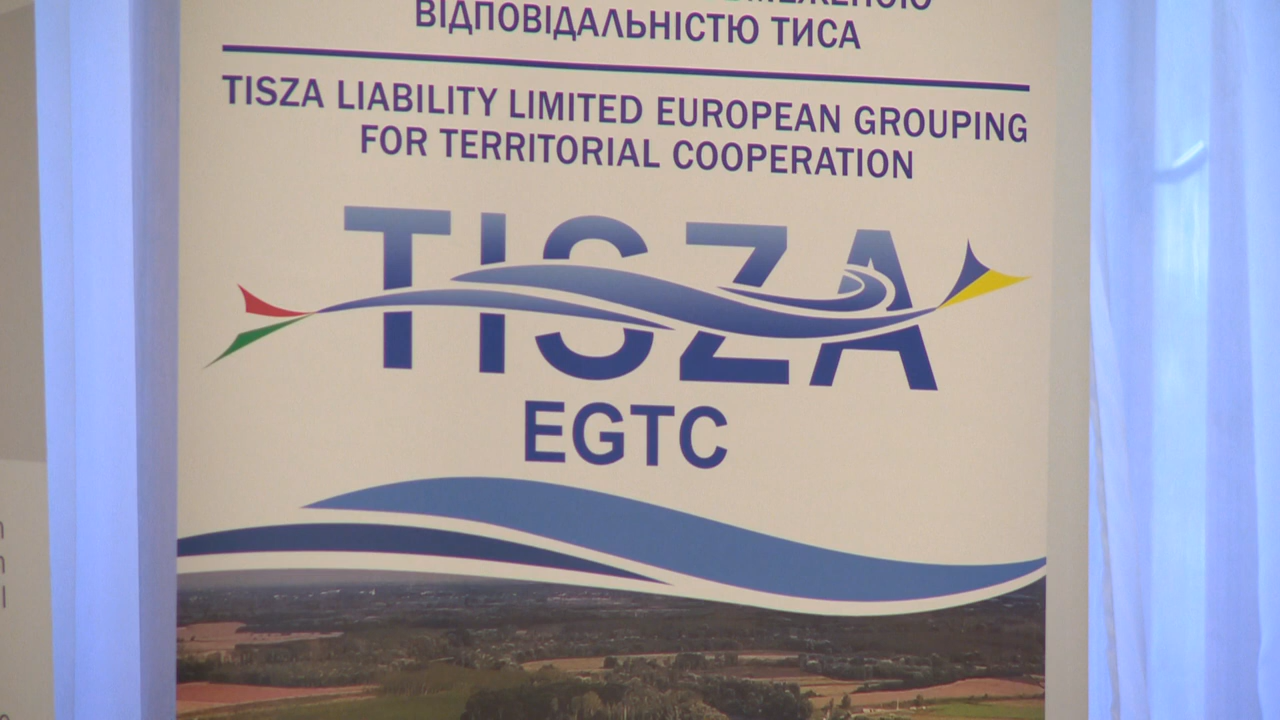 ВІДПОВІДАЛЬНІСТЮ ТИСА
TISZA LIABILITY LIMITED EUROPEAN GROUPING
FOR TERRITORIAL COOPERATION
TISZA
EGTC